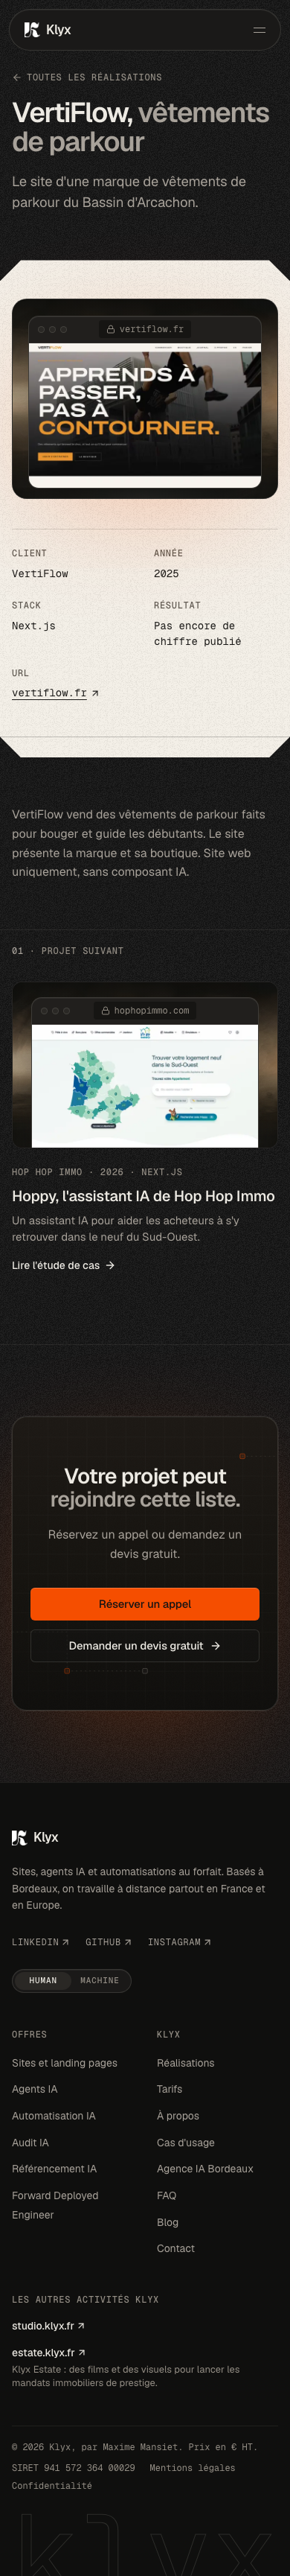 Klyx
← TOUTES LES RÉALISATIONS
VertiFlow, vêtements
de parkour
Le site d'une marque de vêtements de
parkour du Bassin d'Arcachon.
vertiflow.fr
APPRENDS À
PASSER,
PAS À
CONTOURNER.
CLIENT
VertiFlow
ANNÉE
2025
STACK
Next.js
RÉSULTAT
Pas encore de
chiffre publié
URL
vertiflow.fr ↗
VertiFlow vend des vêtements de parkour faits
pour bouger et guide les débutants. Le site
présente la marque et sa boutique. Site web
uniquement, sans composant IA.
01 · PROJET SUIVANT
hophopimmo.com
Trouver votre logement neuf
dans le Sud-Ouest
HOP HOP IMMO · 2026 · NEXT.JS
Hoppy, l'assistant IA de Hop Hop Immo
Un assistant IA pour aider les acheteurs à s'y
retrouver dans le neuf du Sud-Ouest.
Lire l'étude de cas →
Votre projet peut
rejoindre cette liste.
Réservez un appel ou demandez un
devis gratuit.
Réserver un appel
Demander un devis gratuit →
Klyx
Sites, agents IA et automatisations au forfait. Basés à
Bordeaux, on travaille à distance partout en France et
en Europe.
LINKEDIN ↗ GITHUB ↗ INSTAGRAM ↗
HUMAN MACHINE
OFFRES
Sites et landing pages
Agents IA
Automatisation IA
Audit IA
Référencement IA
Forward Deployed
Engineer
KLYX
Réalisations
Tarifs
À propos
Cas d'usage
Agence IA Bordeaux
FAQ
Blog
Contact
LES AUTRES ACTIVITÉS KLYX
studio.klyx.fr ↗
estate.klyx.fr ↗
Klyx Estate : des films et des visuels pour lancer les
mandats immobiliers de prestige.
© 2026 Klyx, par Maxime Mansiet. Prix en € HT.
SIRET 941 572 364 00029 Mentions légales
Confidentialité
klyx